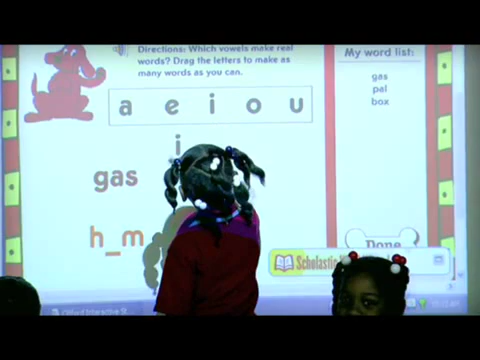 Directions: Which vowels make real
words? Drag the letters to make as
many words as you can.
a e i o u
i
gas
h_m
My word list:
gas
pal
box
Done
Scholastic